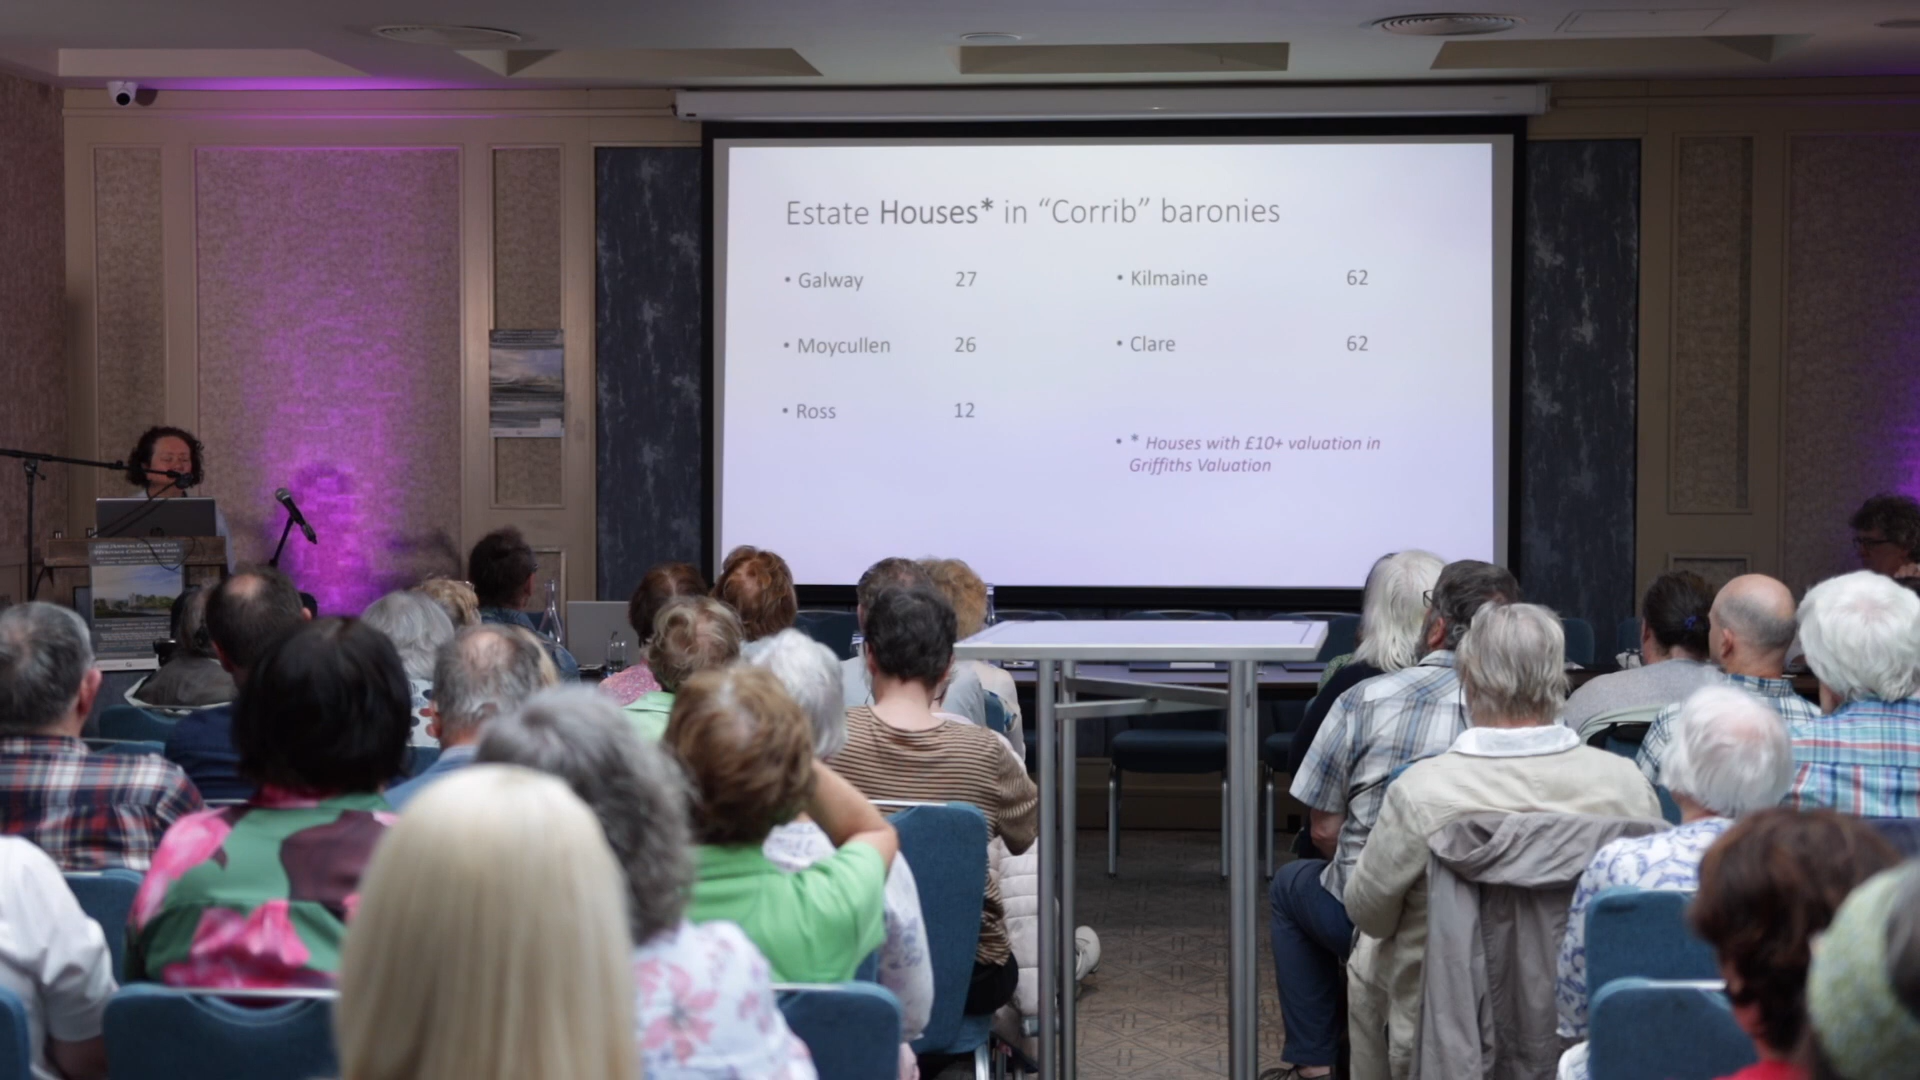 Estate Houses* in “Corrib” baronies
• Galway 27
• Moycullen 26
• Ross 12
• Kilmaine 62
• Clare 62
• * Houses with £10+ valuation in
Griffiths Valuation